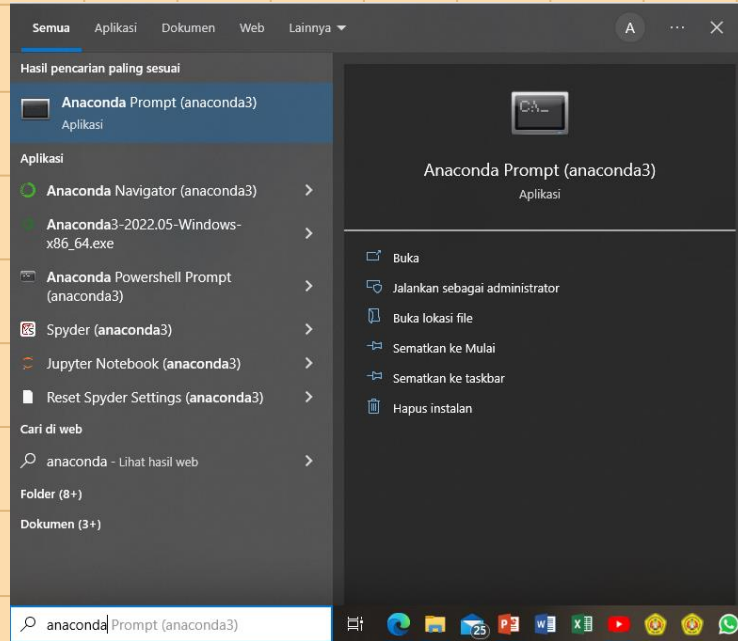 Semua Aplikasi Dokumen Web Lainnya A
Hasil pencarian paling sesuai
Anaconda Prompt (anaconda3)
Aplikasi
Aplikasi
Anaconda Navigator (anaconda3)
Anaconda3-2022.05-Windows-
x86_64.exe
Anaconda Powershell Prompt
(anaconda3)
Spyder (anaconda3)
Jupyter Notebook (anaconda3)
Reset Spyder Settings (anaconda3)
Cari di web
anaconda - Lihat hasil web
Folder (8+)
Dokumen (3+)
C:\_
Anaconda Prompt (anaconda3)
Aplikasi
Buka
Jalankan sebagai administrator
Buka lokasi file
Sematkan ke Mulai
Sematkan ke taskbar
Hapus instalan
anaconda Prompt (anaconda3)
25